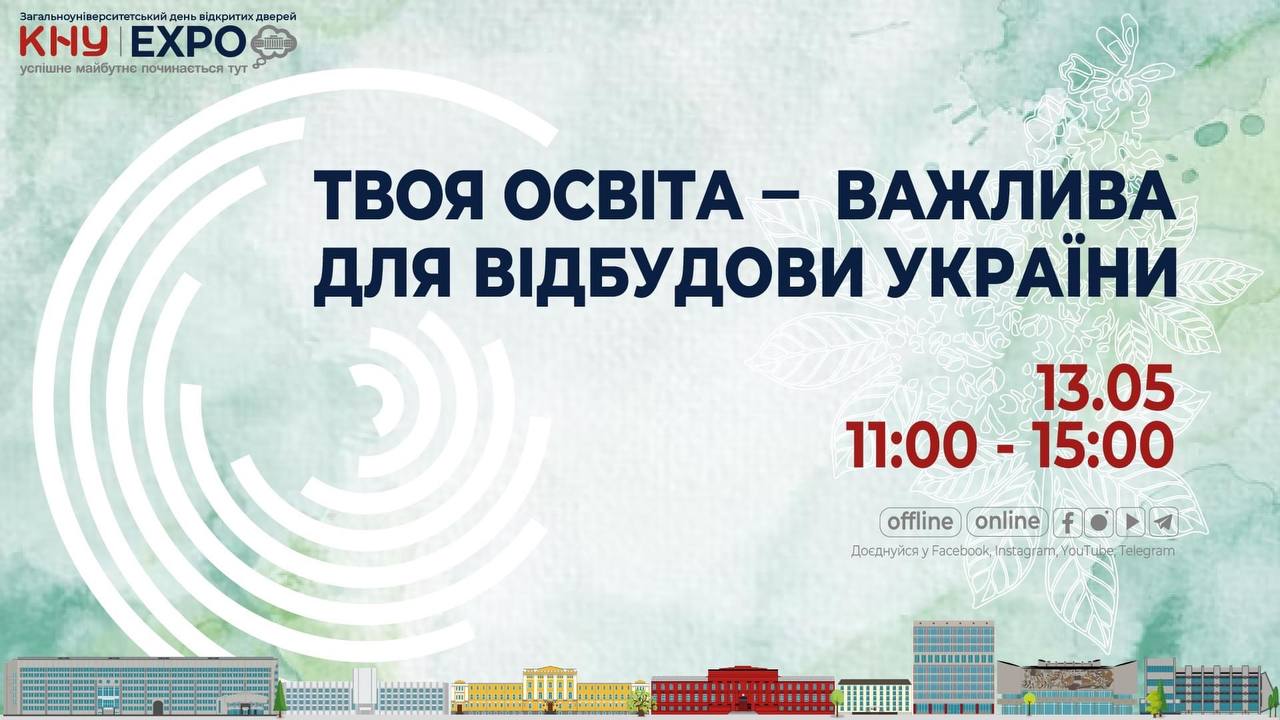 Загальноуніверситетський день відкритих дверей
КНУ | EXPO
успішне майбутнє починається тут
ТВОЯ ОСВІТА – ВАЖЛИВА
ДЛЯ ВІДБУДОВИ УКРАЇНИ
13.05
11:00 - 15:00
offline online
Доєднуйся у Facebook, Instagram, YouTube, Telegram